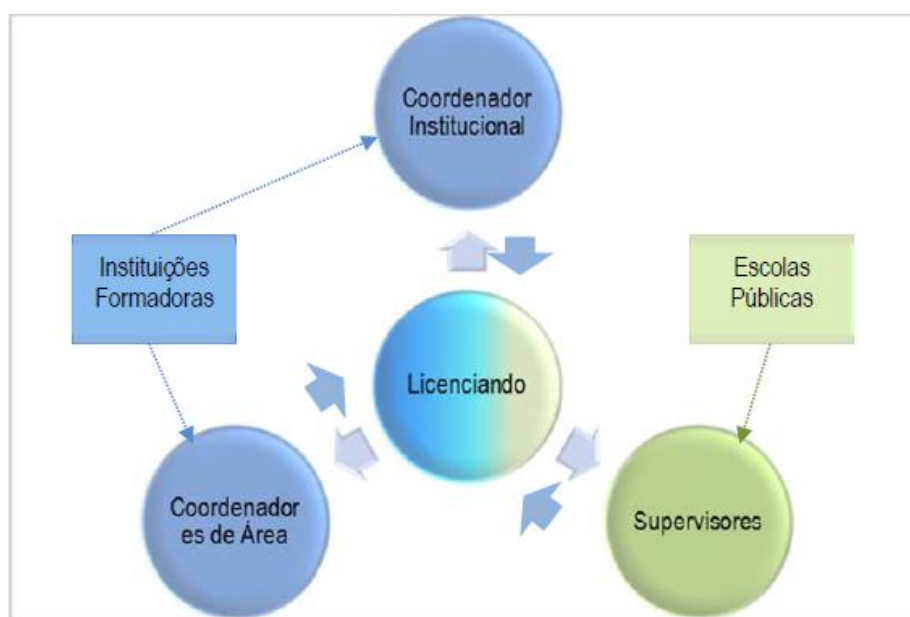 Coordenador
Institucional
Instituições
Formadoras
Escolas
Públicas
Licenciando
Coordenador
es de Área
Supervisores